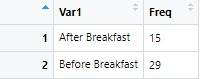 Var1 Freq
1 After Breakfast 15
2 Before Breakfast 29